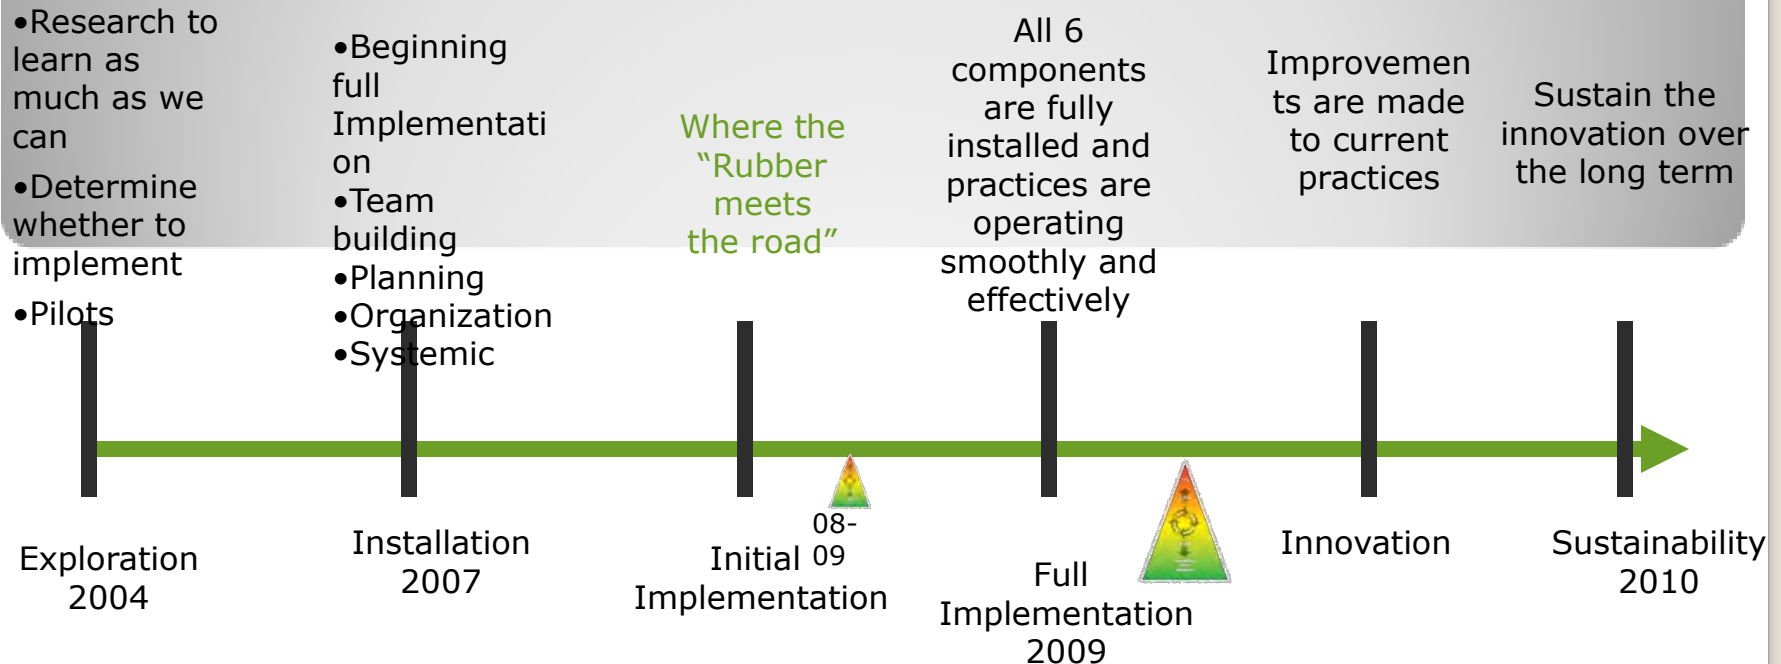 •Research to
learn as
much as we
can
•Determine
whether to
implement
•Pilots
•Beginning
full
Implementati
on
•Team
building
•Planning
•Organization
•Systemic
Where the
“Rubber
meets
the road”
All 6
components
are fully
installed and
practices are
operating
smoothly and
effectively
Improvemen
ts are made
to current
practices
Sustain the
innovation over
the long term
Exploration
2004
Installation
2007
Initial
Implementation
08-
09
Full
Implementation
2009
Innovation
Sustainability
2010